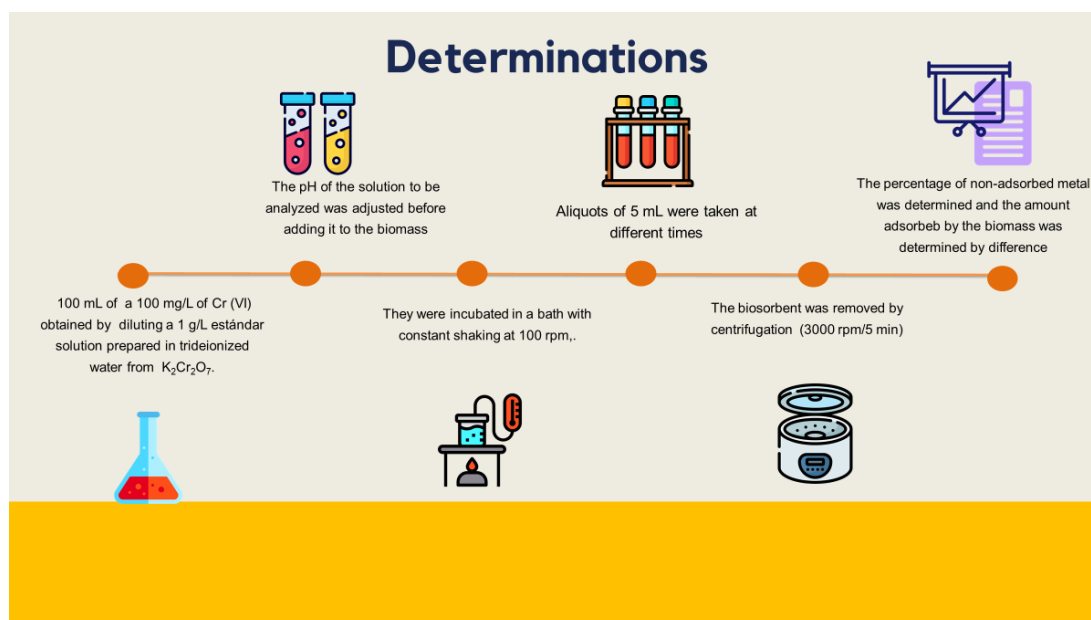 Determinations
100 mL of a 100 mg/L of Cr (VI)
obtained by diluting a 1 g/L estándar
solution prepared in trideionized
water from K₂Cr₂O₇.
The pH of the solution to be
analyzed was adjusted before
adding it to the biomass
They were incubated in a bath with
constant shaking at 100 rpm,.
Aliquots of 5 mL were taken at
different times
The biosorbent was removed by
centrifugation (3000 rpm/5 min)
The percentage of non-adsorbed metal
was determined and the amount
adsorbeb by the biomass was
determined by difference